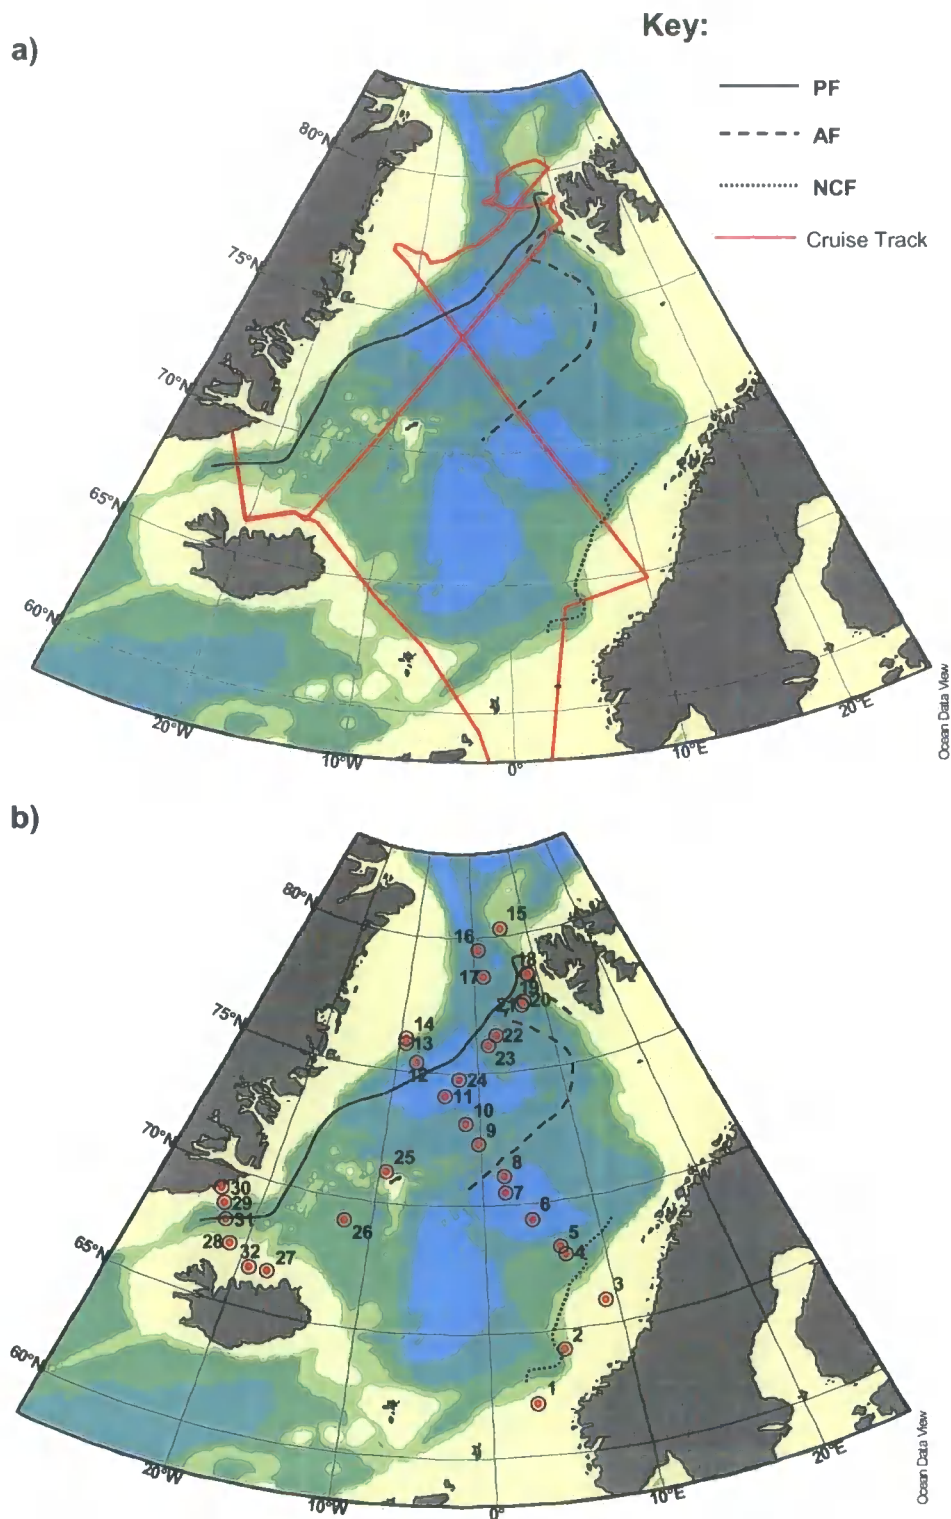 Key:
a)
PF
AF
NCF
Cruise Track
80°N
75°N
70°N
65°N
60°N
20°W
10°W
0°
10°E
20°E
Ocean Data View
b)
15
16
18
17
19
20
21
14
13
22
23
12
24
11
10
9
25
8
7
30
29
31
26
6
5
4
28
32
27
3
2
1
80°N
75°N
70°N
65°N
60°N
20°W
10°W
0°
10°E
20°E
Ocean Data View